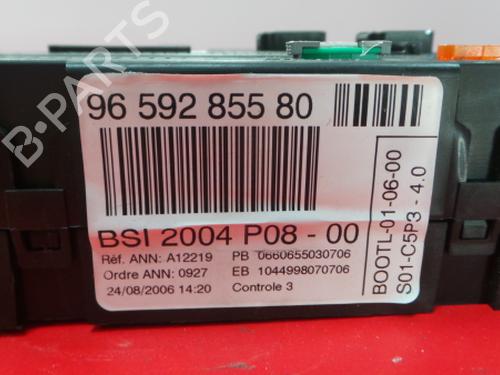 B-PARTS
96 592 855 80
BSI 2004 P08 - 00
Réf. ANN: A12219 PB 0660655030706
Ordre ANN: 0927 EB 1044998070706
24/08/2006 14:20 Controle 3
BOOTL-01-06-00
S01-C5P3 - 4.0